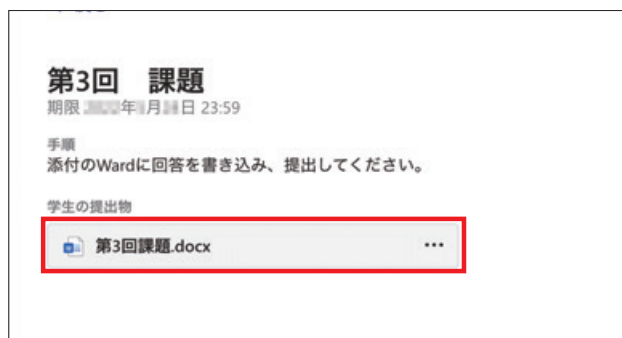 第3回　課題
期限 年 月 日 23:59
手順
添付のWardに回答を書き込み、提出してください。
学生の提出物
第3回課題.docx